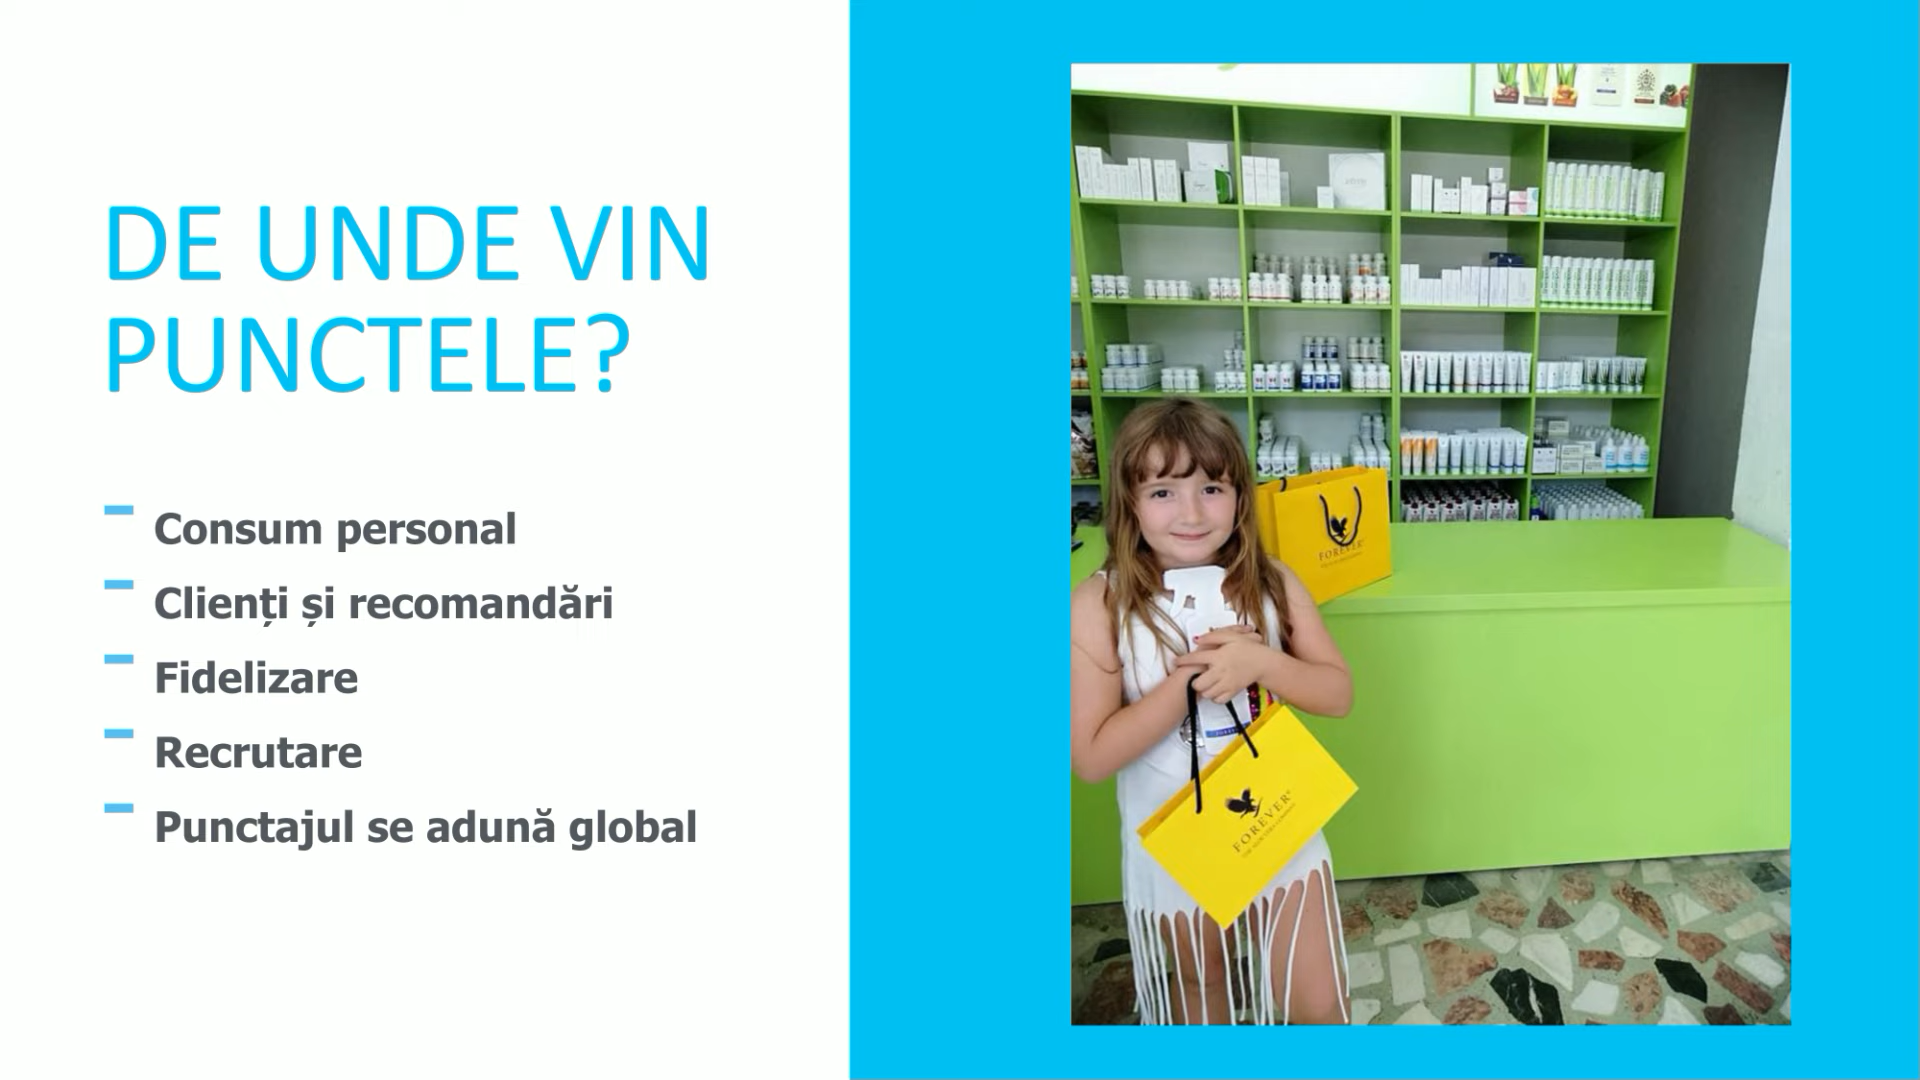 DE UNDE VIN
PUNCTELE?
Consum personal
Clienți și recomandări
Fidelizare
Recrutare
Punctajul se adună global
FOREVER
FOREVER